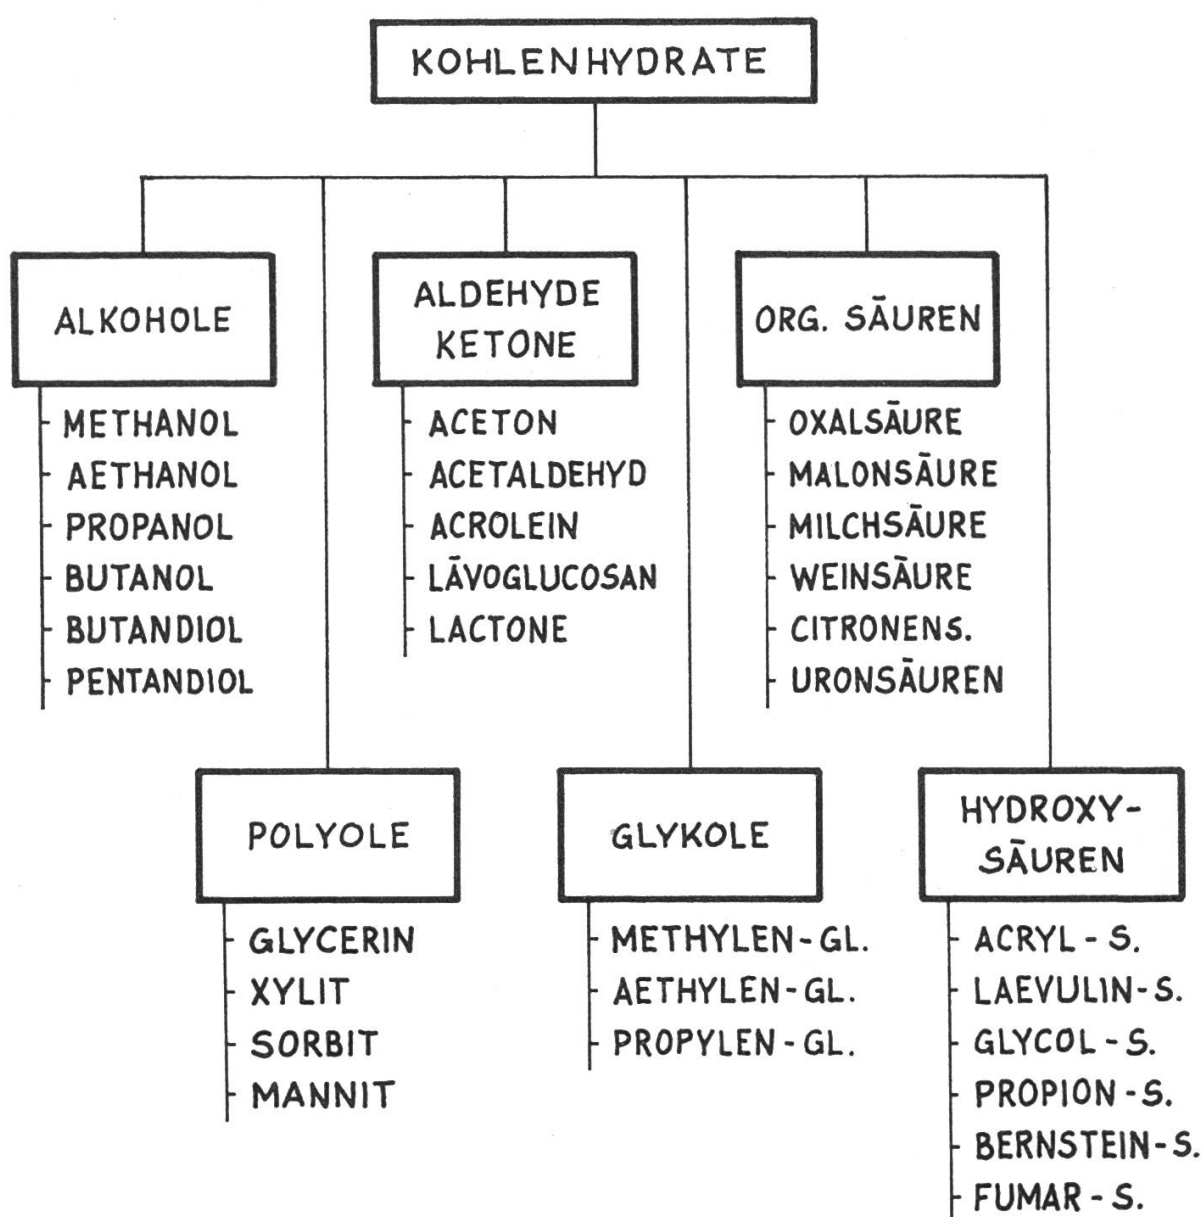 KOHLENHYDRATE
ALKOHOLE
METHANOL
AETHANOL
PROPANOL
BUTANOL
BUTANDIOL
PENTANDIOL
ALDEHYDE
KETONE
ACETON
ACETALDEHYD
ACROLEIN
LÄVOGLUCOSAN
LACTONE
ORG. SÄUREN
OXALSÄURE
MALONSÄURE
MILCHSÄURE
WEINSÄURE
CITRONENS.
URONSÄUREN
POLYOLE
GLYCERIN
XYLIT
SORBIT
MANNIT
GLYKOLE
METHYLEN-GL.
AETHYLEN-GL.
PROPYLEN-GL.
HYDROXY-
SÄUREN
ACRYL-S.
LAEVULIN-S.
GLYCOL-S.
PROPION-S.
BERNSTEIN-S.
FUMAR-S.